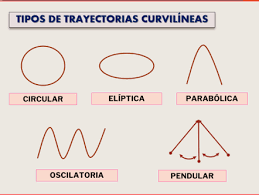 TIPOS DE TRAYECTORIAS CURVILÍNEAS
CIRCULAR
ELÍPTICA
PARABÓLICA
OSCILATORIA
PENDULAR